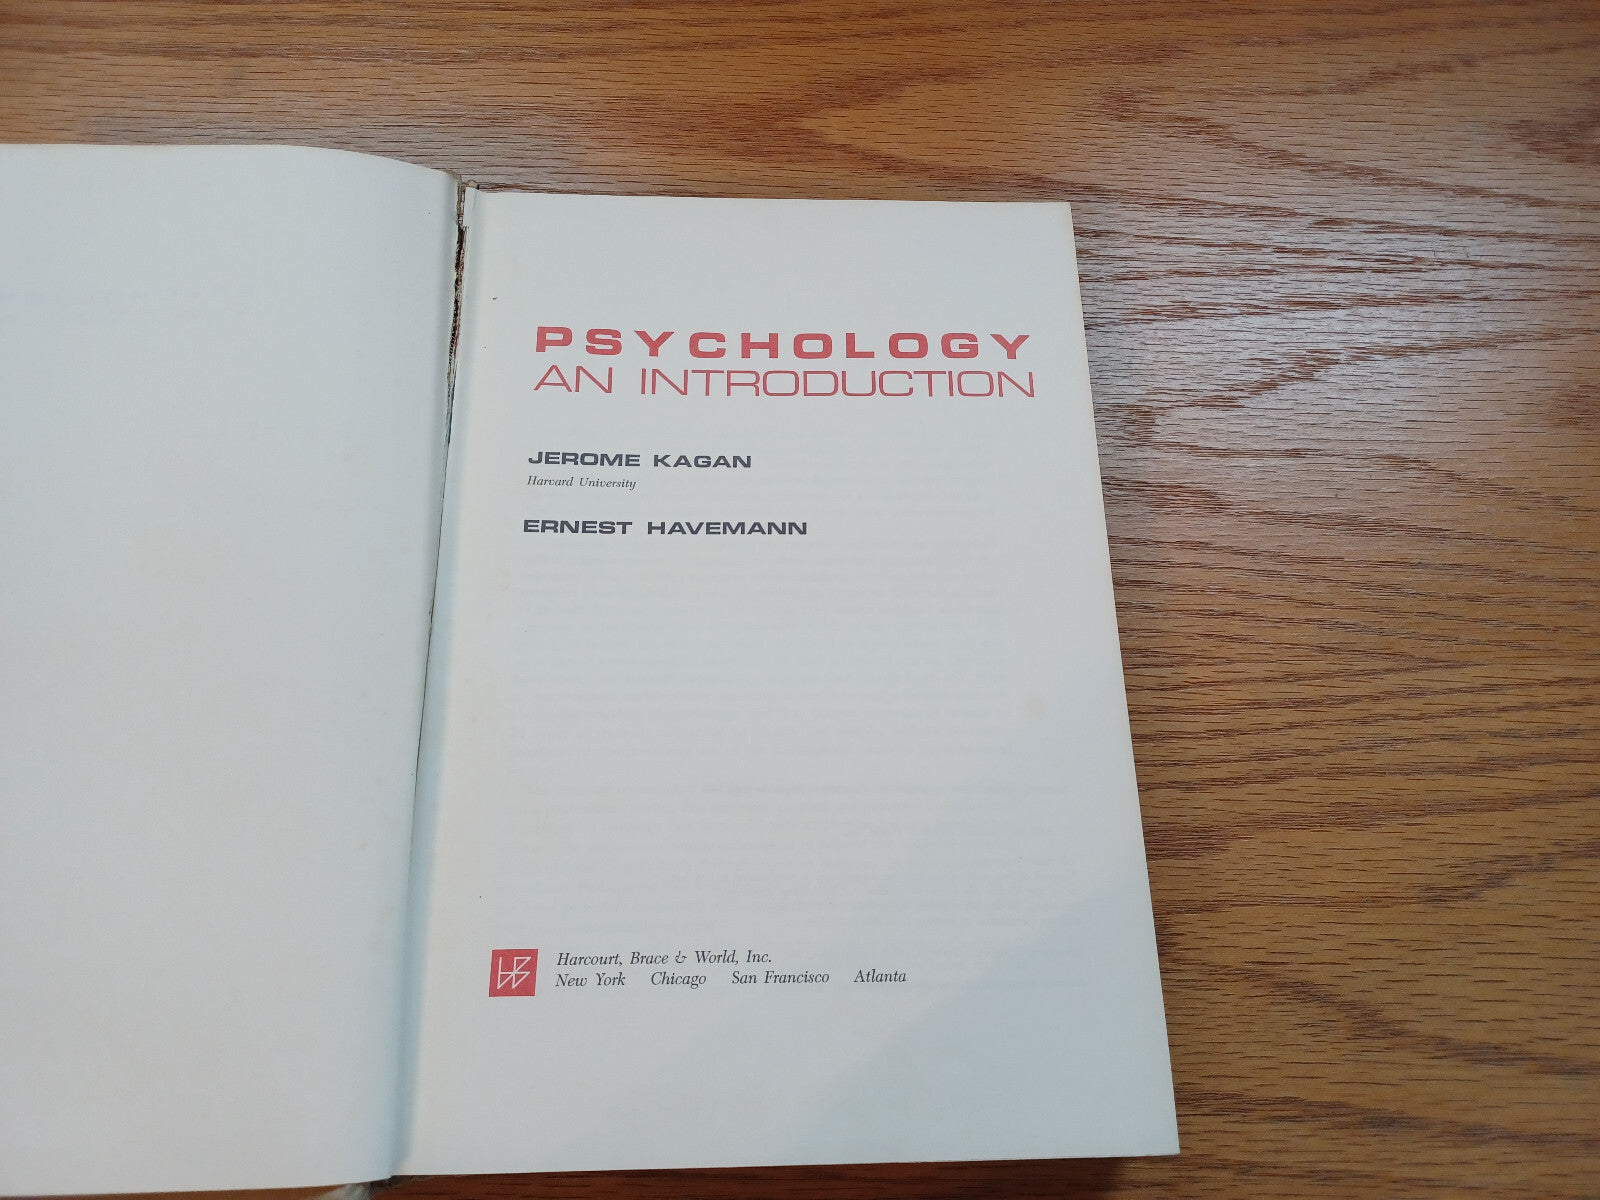 PSYCHOLOGY
AN INTRODUCTION
JEROME KAGAN
Harvard University
ERNEST HAVEMANN
Harcourt, Brace & World, Inc.
New York Chicago San Francisco Atlanta